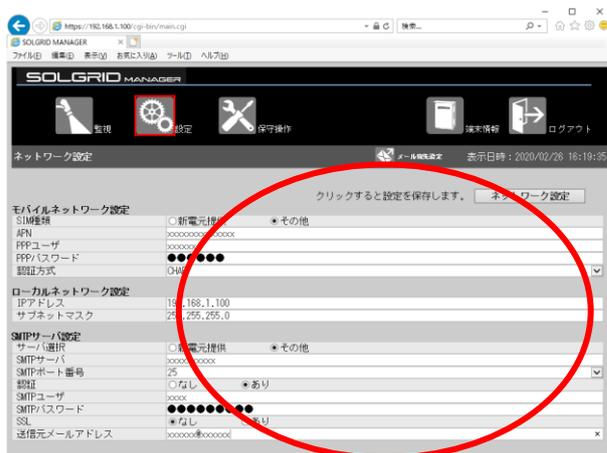 https://192.168.1.100/cgi-bin/main.cgi
検索...
SOLGRID MANAGER
ファイル(F) 編集(E) 表示(V) お気に入り(A) ツール(T) ヘルプ(H)
SOLGRID MANAGER
監視 設定 保守操作 端末情報 ログアウト
ネットワーク設定 メール送信設定 表示日時:2020/02/26 16:19:35
クリックすると設定を保存します。 ネットワーク設定
モバイルネットワーク設定
SIM種類 新電元提供 その他
APN xxxxxxxxxxxxx
PPPユーザ xxxxxxx
PPPパスワード ●●●●●●
認証方式 CHAP
ローカルネットワーク設定
IPアドレス 192.168.1.100
サブネットマスク 255.255.255.0
SMTPサーバ設定
サーバ選択 新電元提供 その他
SMTPサーバ
SMTPポート番号 25
認証 なし あり
SMTPユーザ xxxx
SMTPパスワード ●●●●●●●●●
SSL なし あり
送信元メールアドレス xxxxxx@xxxxxx